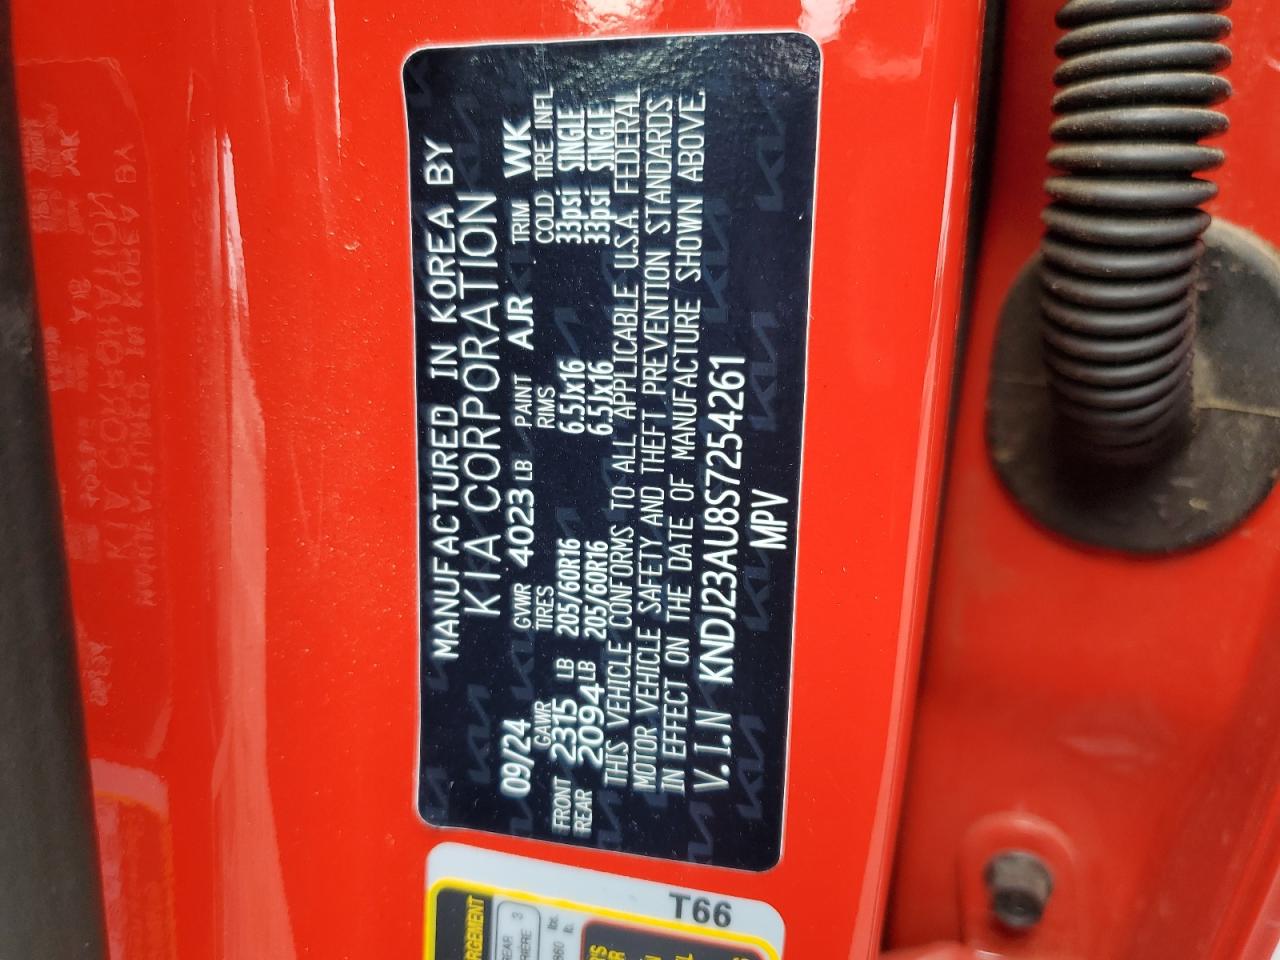 MANUFACTURED IN KOREA BY
KIA CORPORATION
09/24 GVWR 4023 LB PAINT AJR TRIM WK
GAWR TIRES RIMS COLD TIRE INFL
FRONT 2315 LB 205/60R16 6.5Jx16 33psi SINGLE
REAR 2094 LB 205/60R16 6.5Jx16 33psi SINGLE
THIS VEHICLE CONFORMS TO ALL APPLICABLE U.S.A. FEDERAL
MOTOR VEHICLE SAFETY AND THEFT PREVENTION STANDARDS
IN EFFECT ON THE DATE OF MANUFACTURE SHOWN ABOVE.
V.I.N KNDJ23AU8S7254261
MPV
T66
REAR 3
lbs.